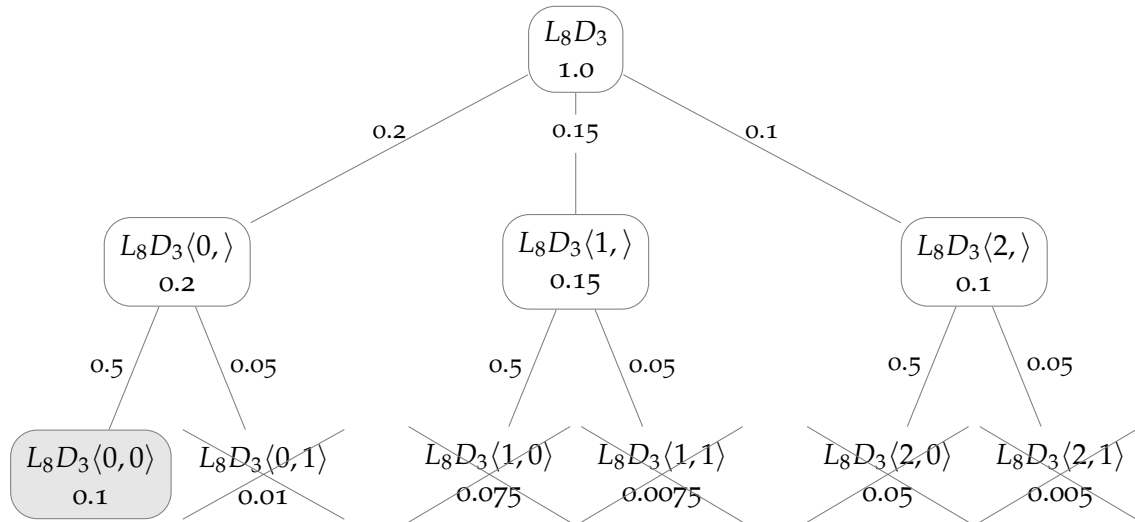 L₈D₃
1.0
0.2 0.15 0.1
L₈D₃⟨0, ⟩ L₈D₃⟨1, ⟩ L₈D₃⟨2, ⟩
0.2 0.15 0.1
0.5 0.05 0.5 0.05 0.5 0.05
L₈D₃⟨0, 0⟩ L₈D₃⟨0, 1⟩ L₈D₃⟨1, 0⟩ L₈D₃⟨1, 1⟩ L₈D₃⟨2, 0⟩ L₈D₃⟨2, 1⟩
0.1 0.01 0.075 0.0075 0.05 0.005